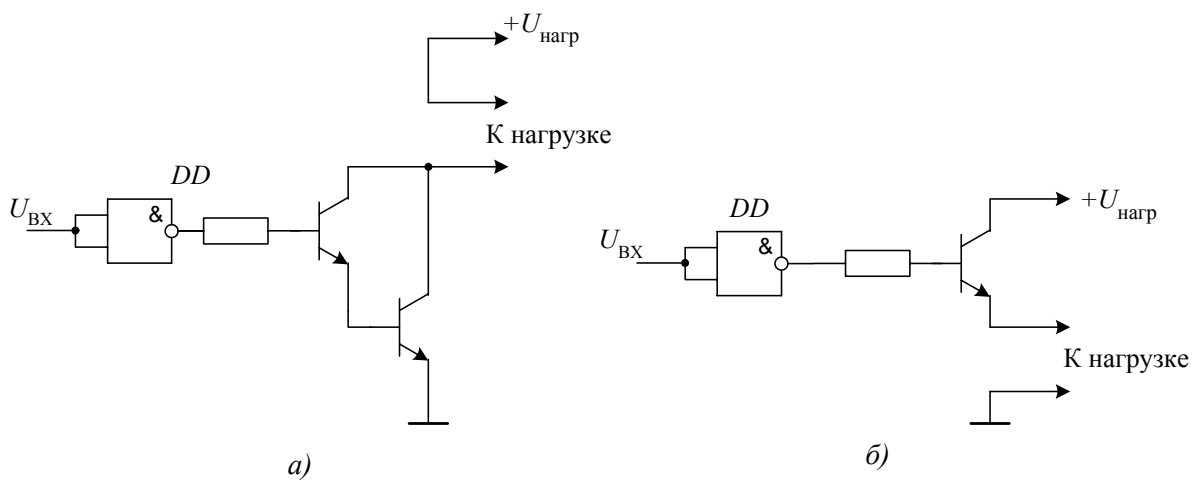 +Uнагр
К нагрузке
DD
&
UВХ
а)
+Uнагр
DD
&
UВХ
К нагрузке
б)